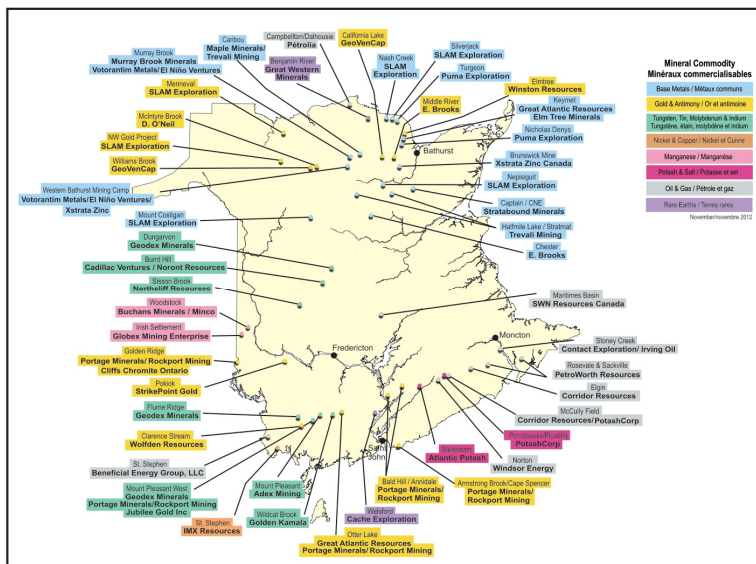 Murray Brook
Murray Brook Minerals
Votorantim Metals/El Niño Ventures
Caribou
Maple Minerals/
Trevali Mining
Campbellton/Dalhousie
Pétrolia
Benjamin River
Great Western
Minerals
California Lake
GeoVenCap
Nash Creek
SLAM
Exploration
Silverjack
SLAM Exploration
Turgeon
Puma Exploration
Elmtree
Winston Resources
Middle River
E. Brooks
Keymet
Great Atlantic Resources
Elm Tree Minerals
Nicholas Denys
Puma Exploration
Bathurst
Brunswick Mine
Xstrata Zinc Canada
Nepisiguit
SLAM Exploration
Captain / CNE
Stratabound Minerals
Halfmile Lake / Stratmat
Trevali Mining
Chester
E. Brooks
Menneval
SLAM Exploration
McIntyre Brook
D. O'Neil
NW Gold Project
SLAM Exploration
Williams Brook
GeoVenCap
Western Bathurst Mining Camp
Votorantim Metals/El Niño Ventures/
Xstrata Zinc
Mount Costigan
SLAM Exploration
Dungarvon
Geodex Minerals
Burnt Hill
Cadillac Ventures / Noront Resources
Sisson Brook
Northcliff Resources
Woodstock
Buchans Minerals / Minco
Irish Settlement
Globex Mining Enterprise
Golden Ridge
Portage Minerals/ Rockport Mining
Cliffs Chromite Ontario
Pokiok
StrikePoint Gold
Flume Ridge
Geodex Minerals
Clarence Stream
Wolfden Resources
St. Stephen
Beneficial Energy Group, LLC
Mount Pleasant West
Geodex Minerals
Portage Minerals/Rockport Mining
Jubilee Gold Inc
St. Stephen
IMX Resources
Mount Pleasant
Adex Mining
Wildcat Brook
Golden Kamala
Otter Lake
Great Atlantic Resources
Portage Minerals/ Rockport Mining
Welsford
Cache Exploration
Bald Hill / Annidale
Portage Minerals/
Rockport Mining
Armstrong Brook/Cape Spencer
Portage Minerals/
Rockport Mining
Millstream
Atlantic Potash
Norton
Windsor Energy
Penobsquis/Picadilly
PotashCorp
McCully Field
Corridor Resources/PotashCorp
Elgin
Corridor Resources
Rosevale & Sackville
PetroWorth Resources
Stoney Creek
Contact Exploration/ Irving Oil
Maritimes Basin
SWN Resources Canada
Fredericton
Moncton
Saint
John
Mineral Commodity
Minéraux commercialisables
Base Metals / Métaux communs
Gold & Antimony / Or et antimoine
Tungsten, Tin, Molybdenum & Indium
Tungstène, étain, molybdène et indium
Nickel & Copper / Nickel et Cuivre
Manganese / Manganése
Potash & Salt / Potasse et sel
Oil & Gas / Pétrole et gaz
Rare Earths / Terres rares
November/novembre 2012